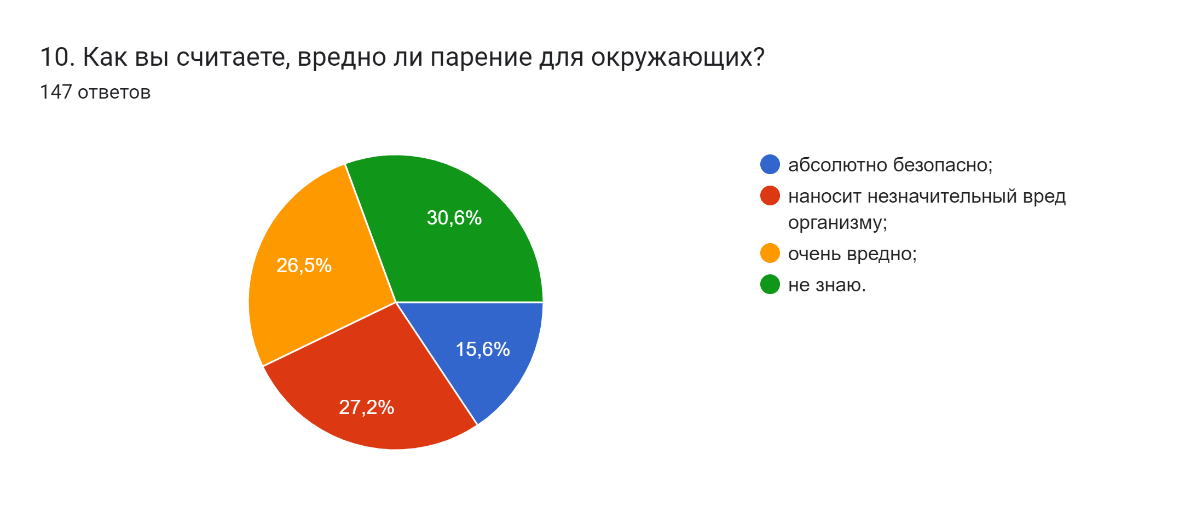 10. Как вы считаете, вредно ли парение для окружающих?
147 ответов
30,6%
26,5%
15,6%
27,2%
абсолютно безопасно;
наносит незначительный вред
организму;
очень вредно;
не знаю.